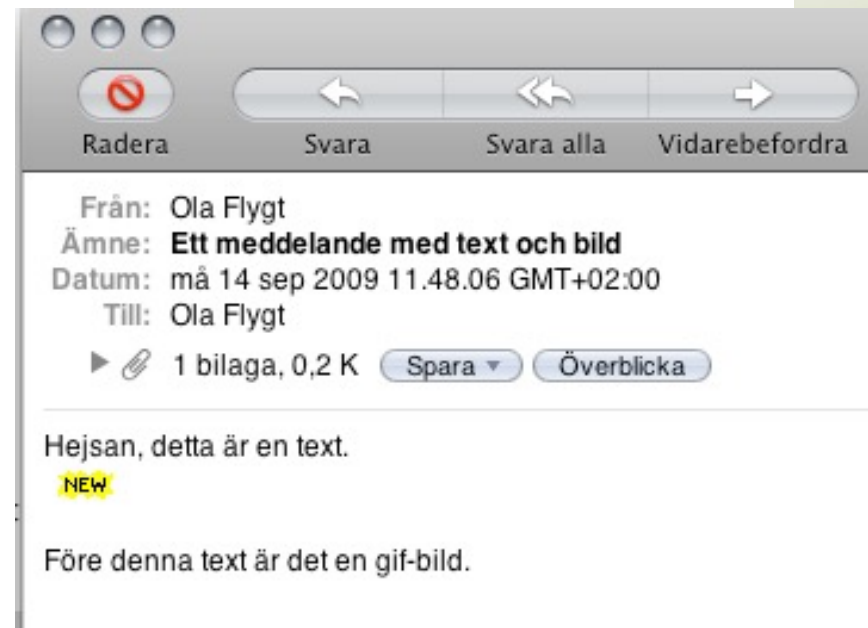 Radera Svara Svara alla Vidarebefordra
Från: Ola Flygt
Ämne: Ett meddelande med text och bild
Datum: må 14 sep 2009 11.48.06 GMT+02:00
Till: Ola Flygt
1 bilaga, 0,2 K Spara Överblicka
Hejsan, detta är en text.
NEW
Före denna text är det en gif-bild.